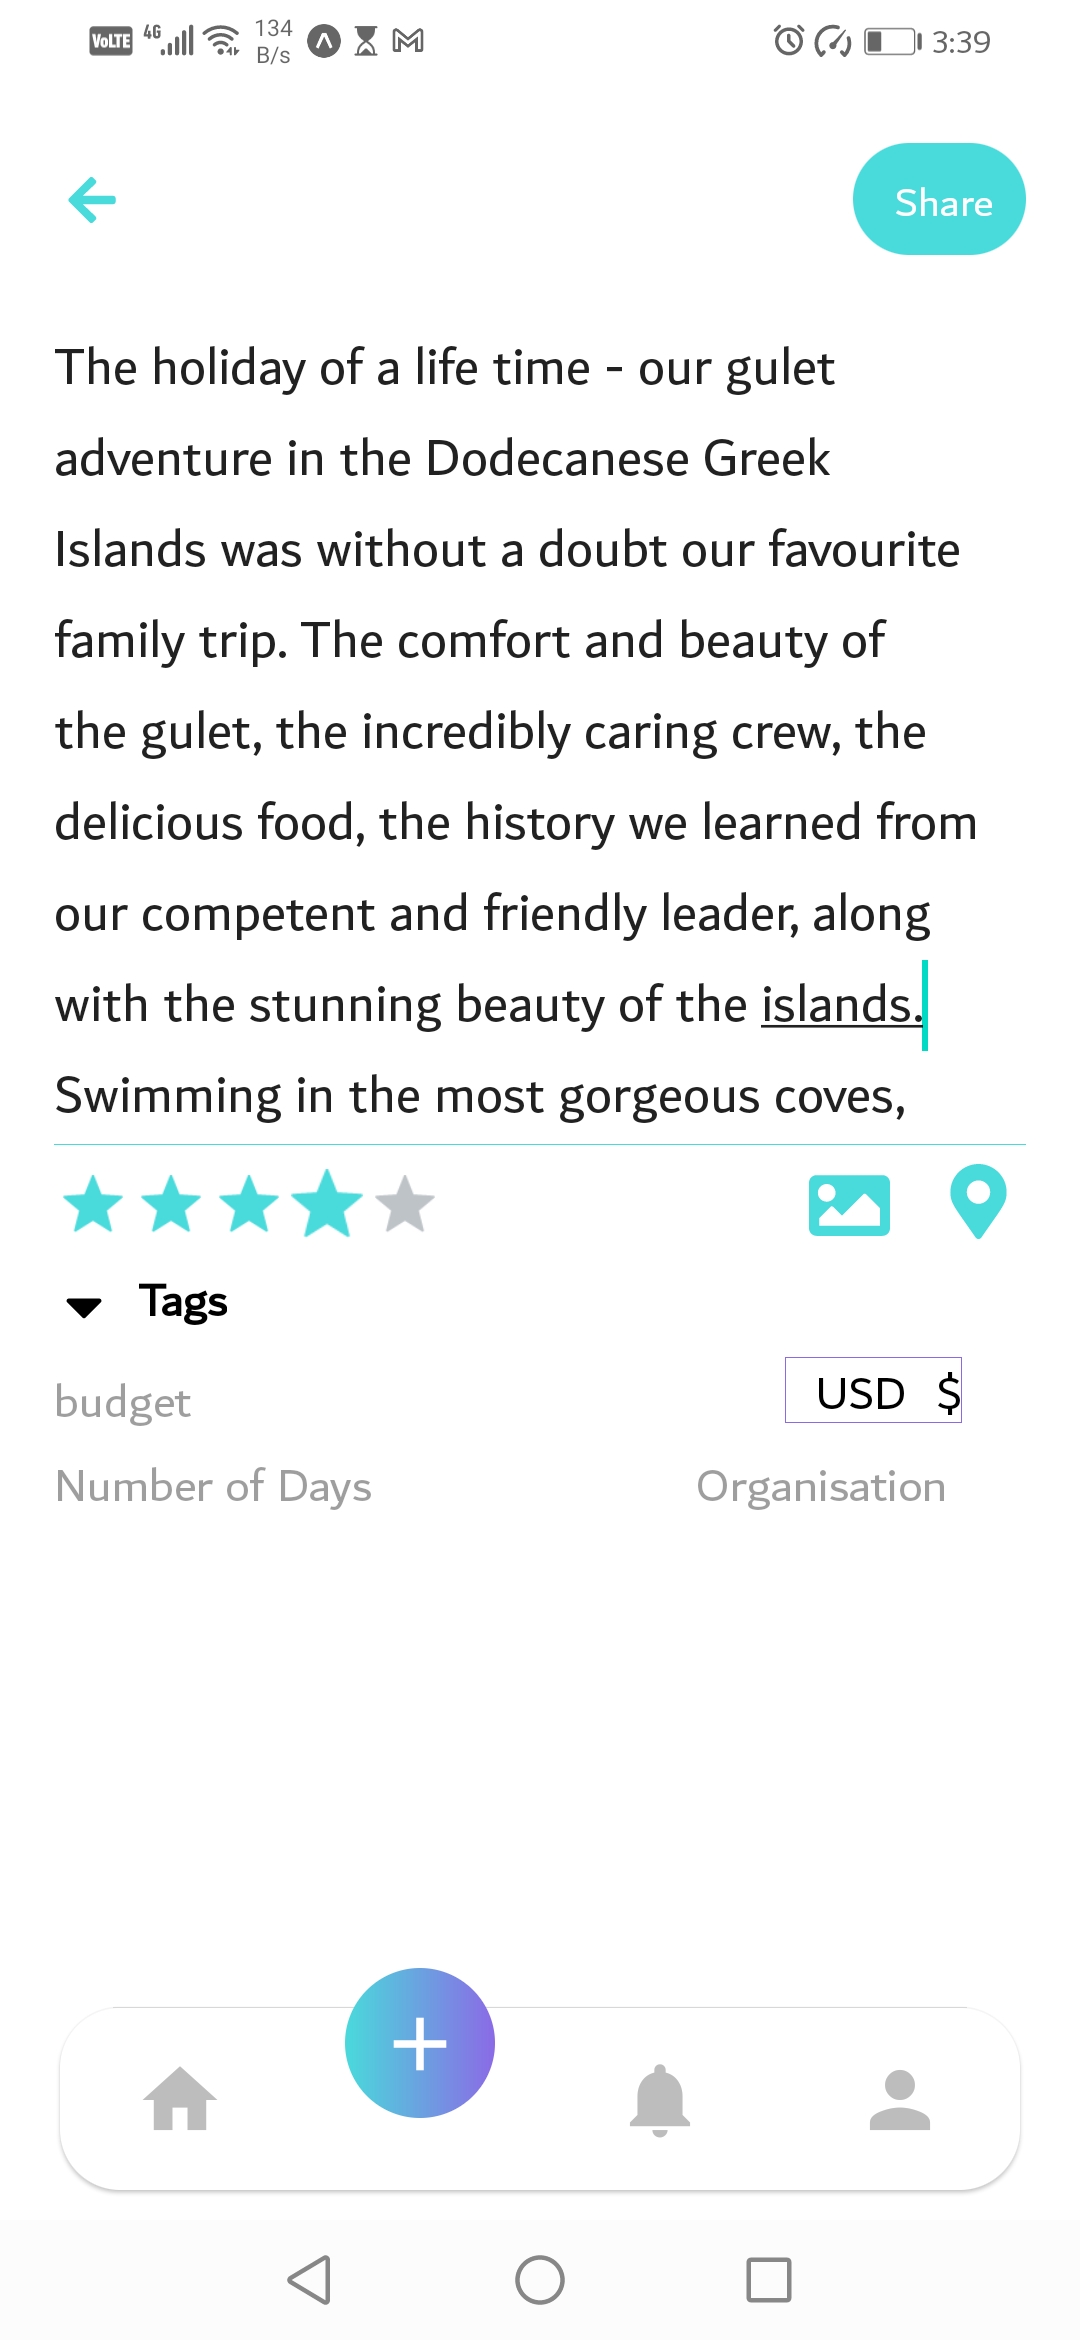 VoLTE 4G 134 B/s 3:39
Share
The holiday of a life time - our gulet
adventure in the Dodecanese Greek
Islands was without a doubt our favourite
family trip. The comfort and beauty of
the gulet, the incredibly caring crew, the
delicious food, the history we learned from
our competent and friendly leader, along
with the stunning beauty of the islands.
Swimming in the most gorgeous coves,
Tags
budget USD $
Number of Days Organisation